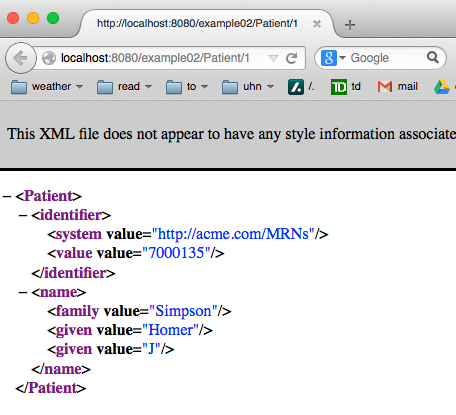 http://localhost:8080/example02/Patient/1
localhost:8080/example02/Patient/1
Google
weather read to uhn /. td mail
This XML file does not appear to have any style information associate
− <Patient>
− <identifier>
<system value="http://acme.com/MRNs"/>
<value value="7000135"/>
</identifier>
− <name>
<family value="Simpson"/>
<given value="Homer"/>
<given value="J"/>
</name>
</Patient>